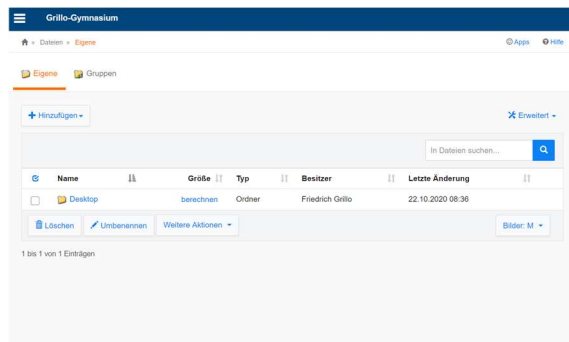 Grillo-Gymnasium
» Dateien » Eigene Apps Hilfe
Eigene Gruppen
Hinzufügen Erweitert
In Dateien suchen...
Name Größe Typ Besitzer Letzte Änderung
Desktop berechnen Ordner Friedrich Grillo 22.10.2020 08:36
Löschen Umbenennen Weitere Aktionen Bilder: M
1 bis 1 von 1 Einträgen